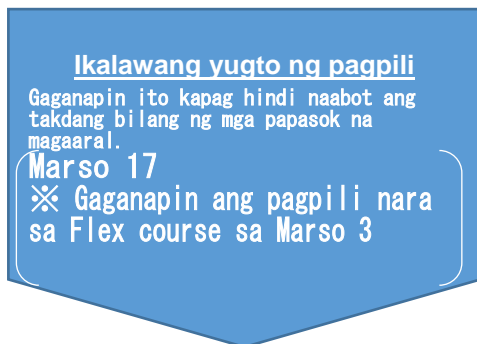 Ikalawang yugto ng pagpili
Gaganapin ito kapag hindi naabot ang
takdang bilang ng mga papasok na
magaaral.
Marso 17
※ Gaganapin ang pagpili nara
sa Flex course sa Marso 3